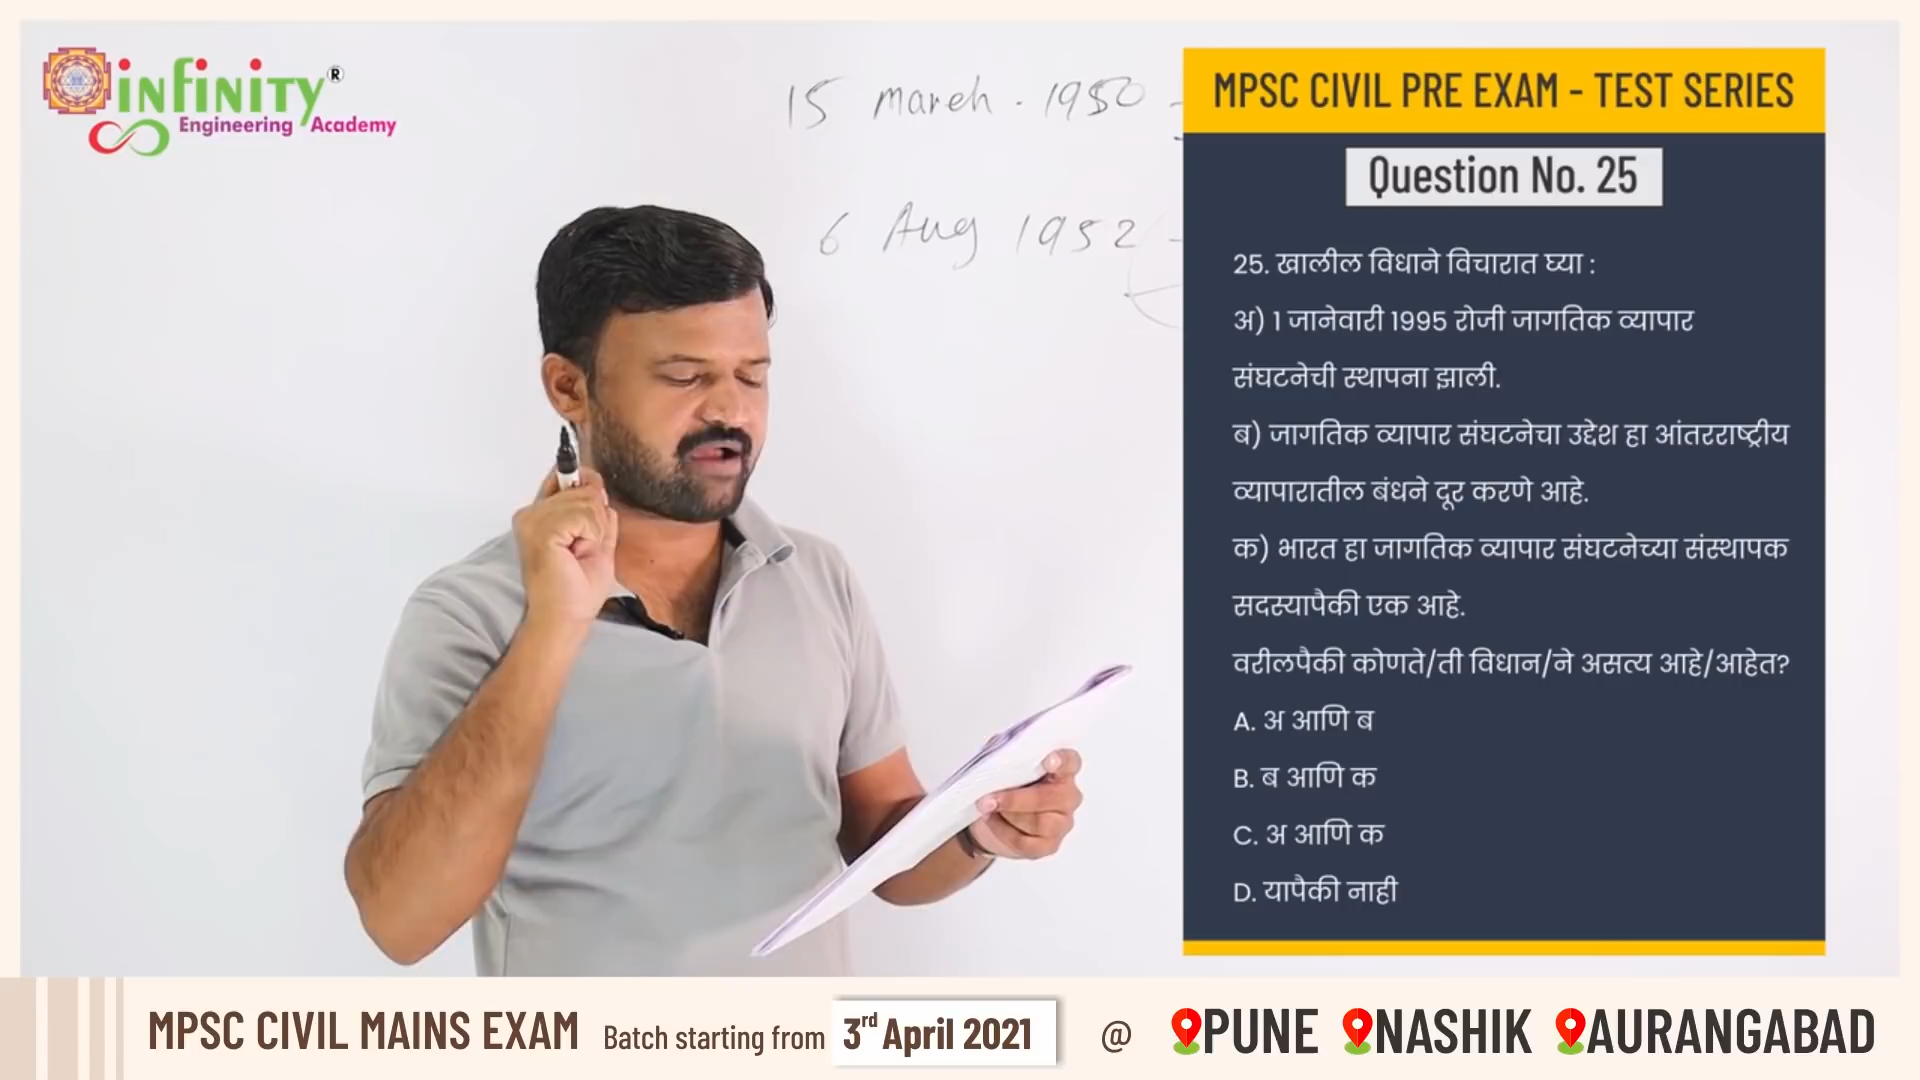 infinity®
Engineering Academy
15 march . 1950 -
6 Aug 1952 -
MPSC CIVIL PRE EXAM - TEST SERIES
Question No. 25
25. खालील विधाने विचारात घ्या :
अ) 1 जानेवारी 1995 रोजी जागतिक व्यापार
संघटनेची स्थापना झाली.
ब) जागतिक व्यापार संघटनेचा उद्देश हा आंतरराष्ट्रीय
व्यापारातील बंधने दूर करणे आहे.
क) भारत हा जागतिक व्यापार संघटनेच्या संस्थापक
सदस्यापैकी एक आहे.
वरीलपैकी कोणते/ती विधान/ने असत्य आहे/आहेत?
A. अ आणि ब
B. ब आणि क
C. अ आणि क
D. यापैकी नाही
MPSC CIVIL MAINS EXAM Batch starting from 3rd April 2021 @ PUNE NASHIK AURANGABAD